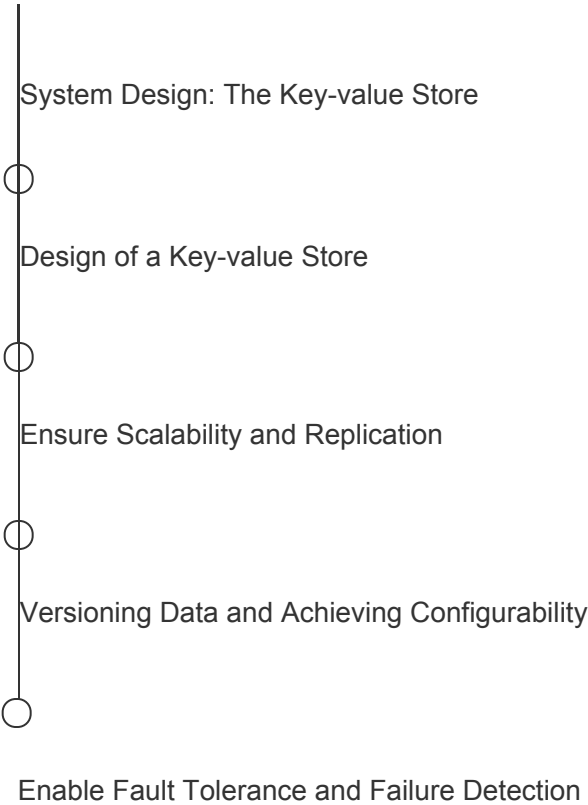 System Design: The Key-value Store
Design of a Key-value Store
Ensure Scalability and Replication
Versioning Data and Achieving Configurability
Enable Fault Tolerance and Failure Detection